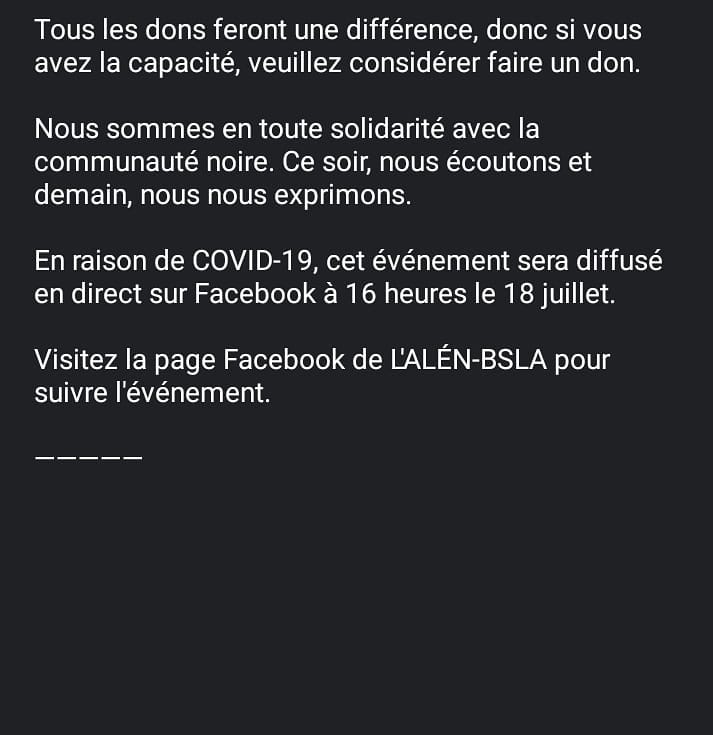 Tous les dons feront une différence, donc si vous
avez la capacité, veuillez considérer faire un don.
Nous sommes en toute solidarité avec la
communauté noire. Ce soir, nous écoutons et
demain, nous nous exprimons.
En raison de COVID-19, cet événement sera diffusé
en direct sur Facebook à 16 heures le 18 juillet.
Visitez la page Facebook de L'ALÉN-BSLA pour
suivre l'événement.
—————